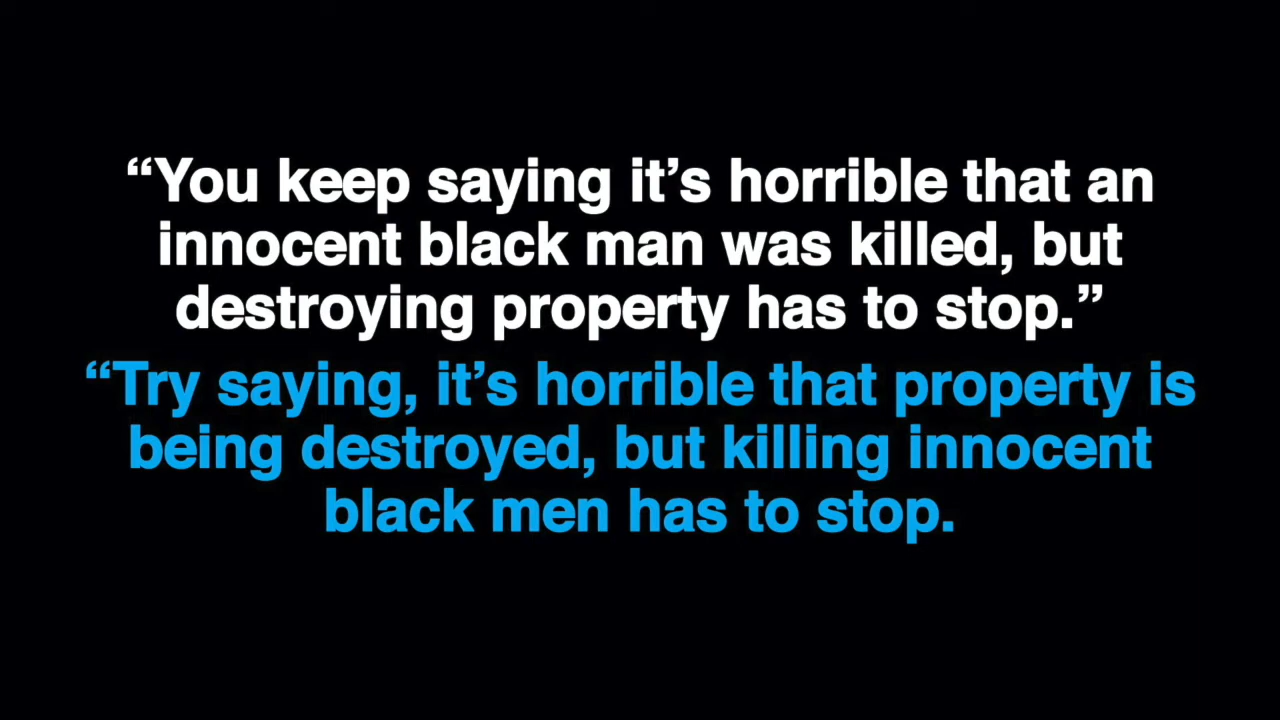 “You keep saying it’s horrible that an
innocent black man was killed, but
destroying property has to stop.”
“Try saying, it’s horrible that property is
being destroyed, but killing innocent
black men has to stop.